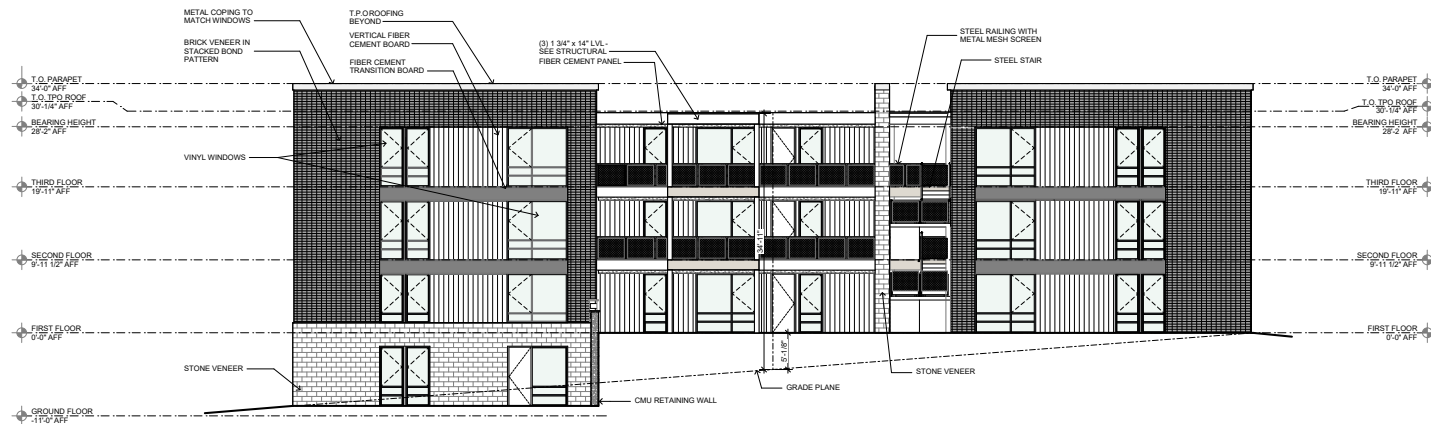 METAL COPING TO
MATCH WINDOWS
T.P.O ROOFING
BEYOND
BRICK VENEER IN
STACKED BOND
PATTERN
VERTICAL FIBER
CEMENT BOARD
FIBER CEMENT
TRANSITION BOARD
(3) 1 3/4" x 14" LVL -
SEE STRUCTURAL
FIBER CEMENT PANEL
STEEL RAILING WITH
METAL MESH SCREEN
STEEL STAIR
T.O. PARAPET
34'-0" AFF
T.O. TPO ROOF
30'-1/4" AFF
BEARING HEIGHT
28'-2" AFF
VINYL WINDOWS
THIRD FLOOR
19'-11" AFF
SECOND FLOOR
9'-11 1/2" AFF
FIRST FLOOR
0'-0" AFF
STONE VENEER
GROUND FLOOR
-11'-0" AFF
34'-11"
5'-1/8"
GRADE PLANE
CMU RETAINING WALL
STONE VENEER
T.O. PARAPET
34'-0" AFF
T.O. TPO ROOF
30'-1/4" AFF
BEARING HEIGHT
28'-2" AFF
THIRD FLOOR
19'-11" AFF
SECOND FLOOR
9'-11 1/2" AFF
FIRST FLOOR
0'-0" AFF